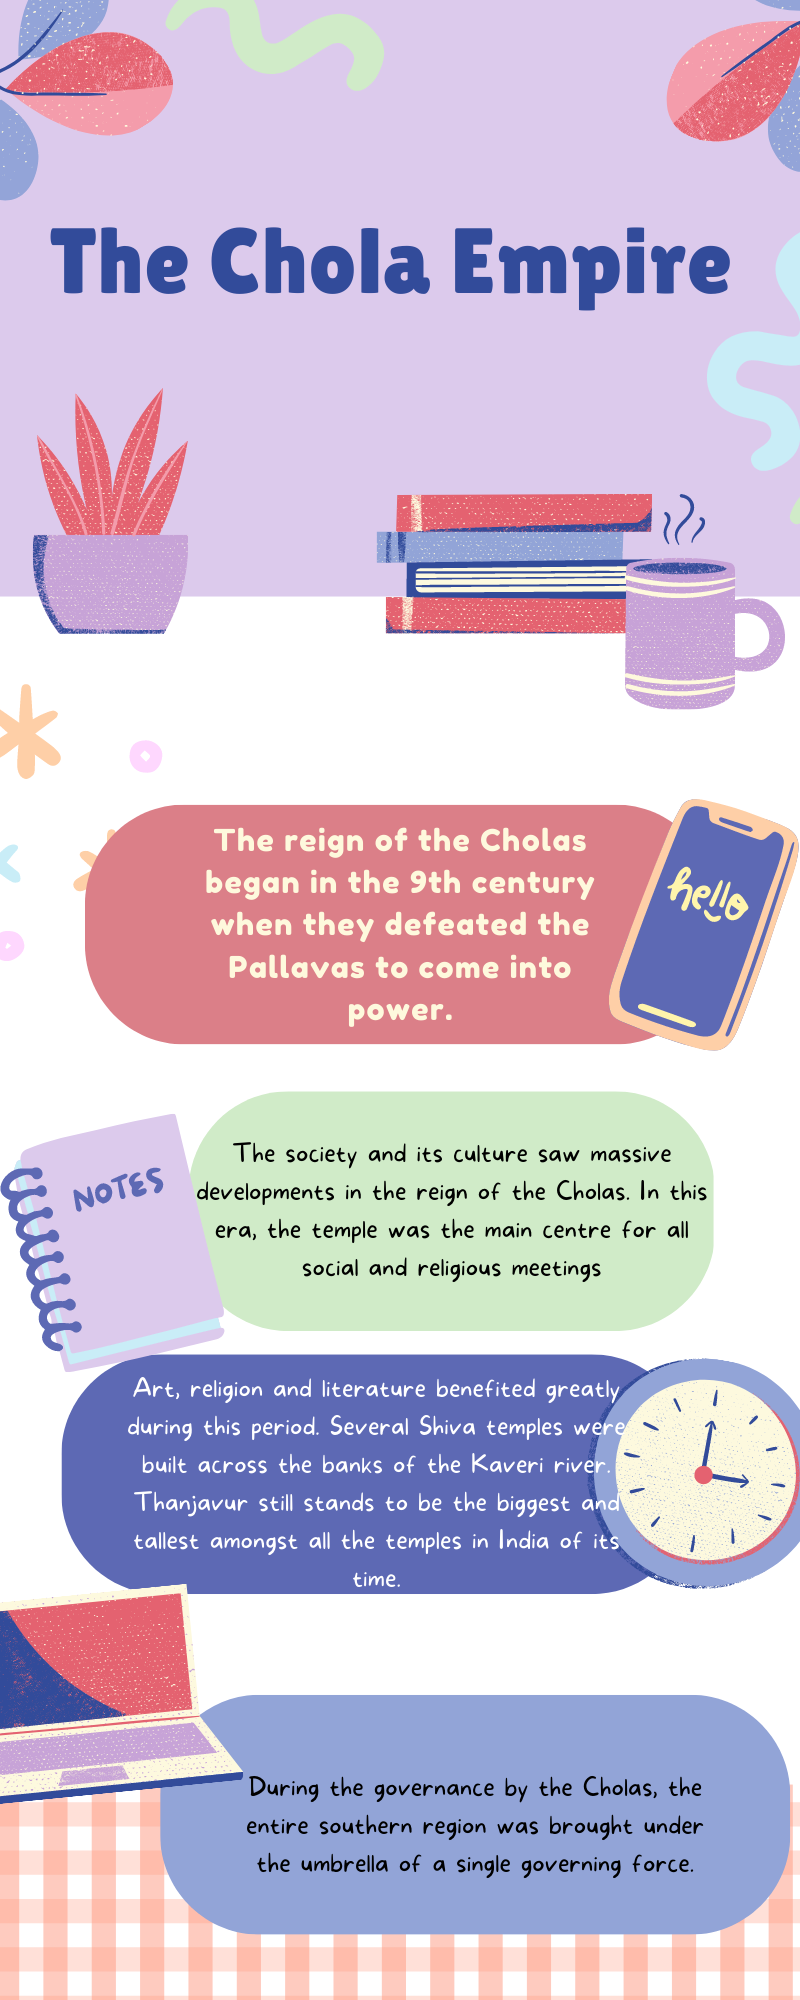 The Chola Empire
The reign of the Cholas
began in the 9th century
when they defeated the
Pallavas to come into
power.
hello
NOTES
The society and its culture saw massive
developments in the reign of the Cholas. In this
era, the temple was the main centre for all
social and religious meetings
Art, religion and literature benefited greatly
during this period. Several Shiva temples were
built across the banks of the Kaveri river.
Thanjavur still stands to be the biggest and
tallest amongst all the temples in India of its
time.
During the governance by the Cholas, the
entire southern region was brought under
the umbrella of a single governing force.